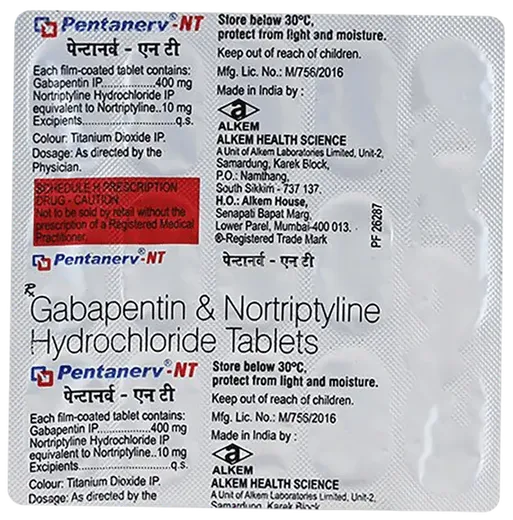 Pentanerv®-NT
पेन्टानर्व - एन टी
Each film-coated tablet contains:
Gabapentin IP...................400 mg
Nortriptyline Hydrochloride IP
equivalent to Nortriptyline..10 mg
Excipients...........................q.s.
Colour: Titanium Dioxide IP.
Dosage: As directed by the
Physician.
SCHEDULE H PRESCRIPTION
DRUG - CAUTION
Not to be sold by retail without the
prescription of a Registered Medical
Practitioner.
Pentanerv®-NT
Store below 30°C,
protect from light and moisture.
Keep out of reach of children.
Mfg. Lic. No.: M/756/2016
Made in India by :
ALKEM
ALKEM HEALTH SCIENCE
A Unit of Alkem Laboratories Limited, Unit-2,
Samardung, Karek Block,
P.O.: Namthang,
South Sikkim - 737 137.
H.O.: Alkem House,
Senapati Bapat Marg,
Lower Parel, Mumbai-400 013.
®-Registered Trade Mark
पेन्टानर्व - एन टी
PF 26287
Rx
Gabapentin & Nortriptyline
Hydrochloride Tablets
Pentanerv®-NT
पेन्टानर्व - एन टी
Each film-coated tablet contains:
Gabapentin IP...................400 mg
Nortriptyline Hydrochloride IP
equivalent to Nortriptyline..10 mg
Excipients...........................q.s.
Colour: Titanium Dioxide IP.
Dosage: As directed by the
Store below 30°C,
protect from light and moisture.
Keep out of reach of children.
Mfg. Lic. No.: M/756/2016
Made in India by :
ALKEM
ALKEM HEALTH SCIENCE
A Unit of Alkem Laboratories Limited, Unit-2,
Samardung, Karek Block,